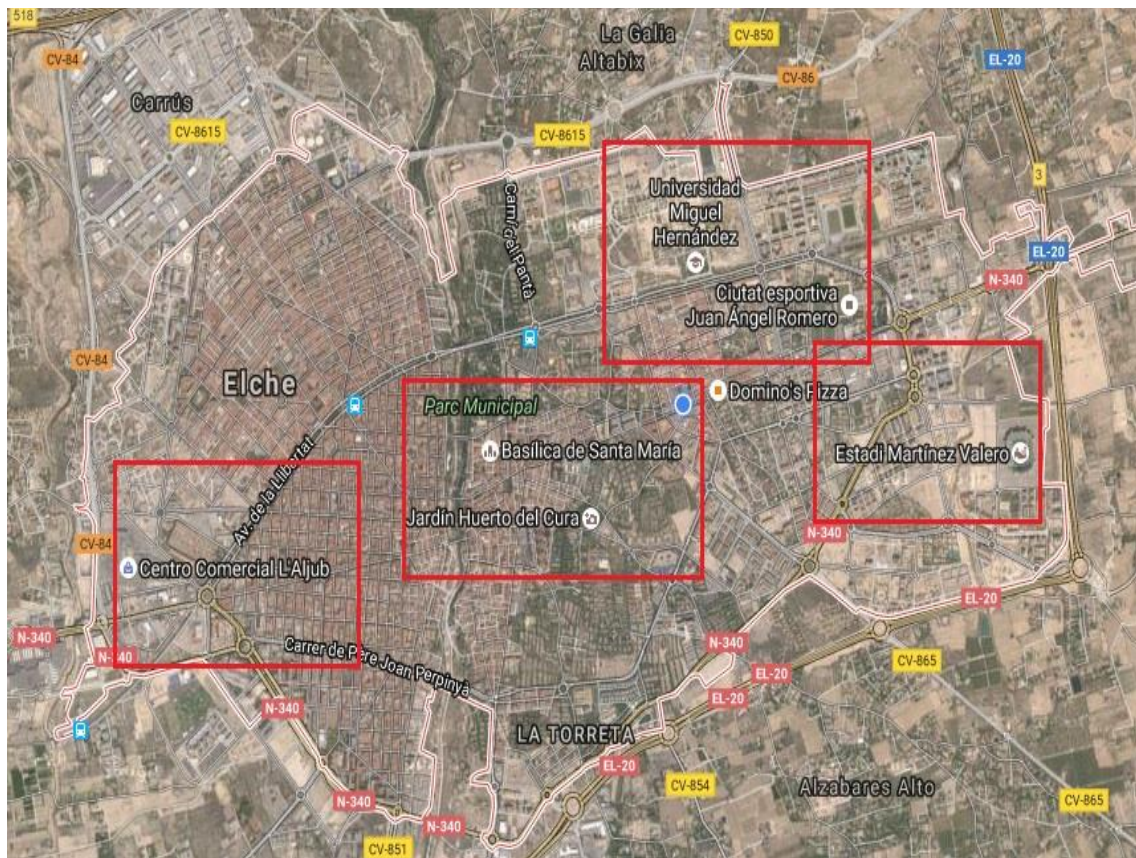 518
La Galia
CV-850
CV-84
Altabix
EL-20
CV-86
Carrús
CV-8615
CV-8615
3
Universidad
Miguel
Hernández
Camí del Pantà
EL-20
N-340
Ciutat esportiva
Juan Ángel Romero
CV-84
Elche
Domino's Pizza
Parc Municipal
Basílica de Santa María
Estadi Martínez Valero
Av. de la Llibertat
Jardín Huerto del Cura
CV-84
N-340
Centro Comercial L'Aljub
EL-20
N-340
N-340
N-340
Carrer de Pere Joan Perpinyà
CV-865
EL-20
EL-20
N-340
LA TORRETA
EL-20
CV-854
Alzabares Alto
N-340
CV-865
N-340
CV-851